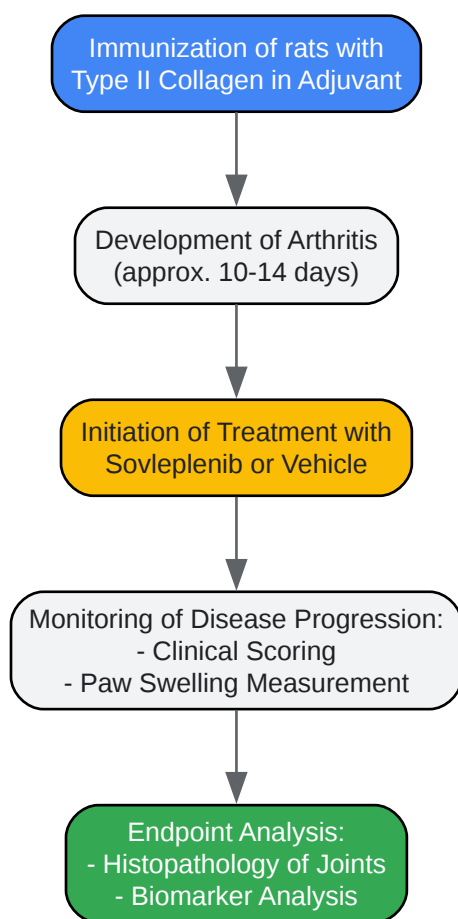 Immunization of rats with
Type II Collagen in Adjuvant
Development of Arthritis
(approx. 10-14 days)
Initiation of Treatment with
Sovleplenib or Vehicle
Monitoring of Disease Progression:
- Clinical Scoring
- Paw Swelling Measurement
Endpoint Analysis:
- Histopathology of Joints
- Biomarker Analysis